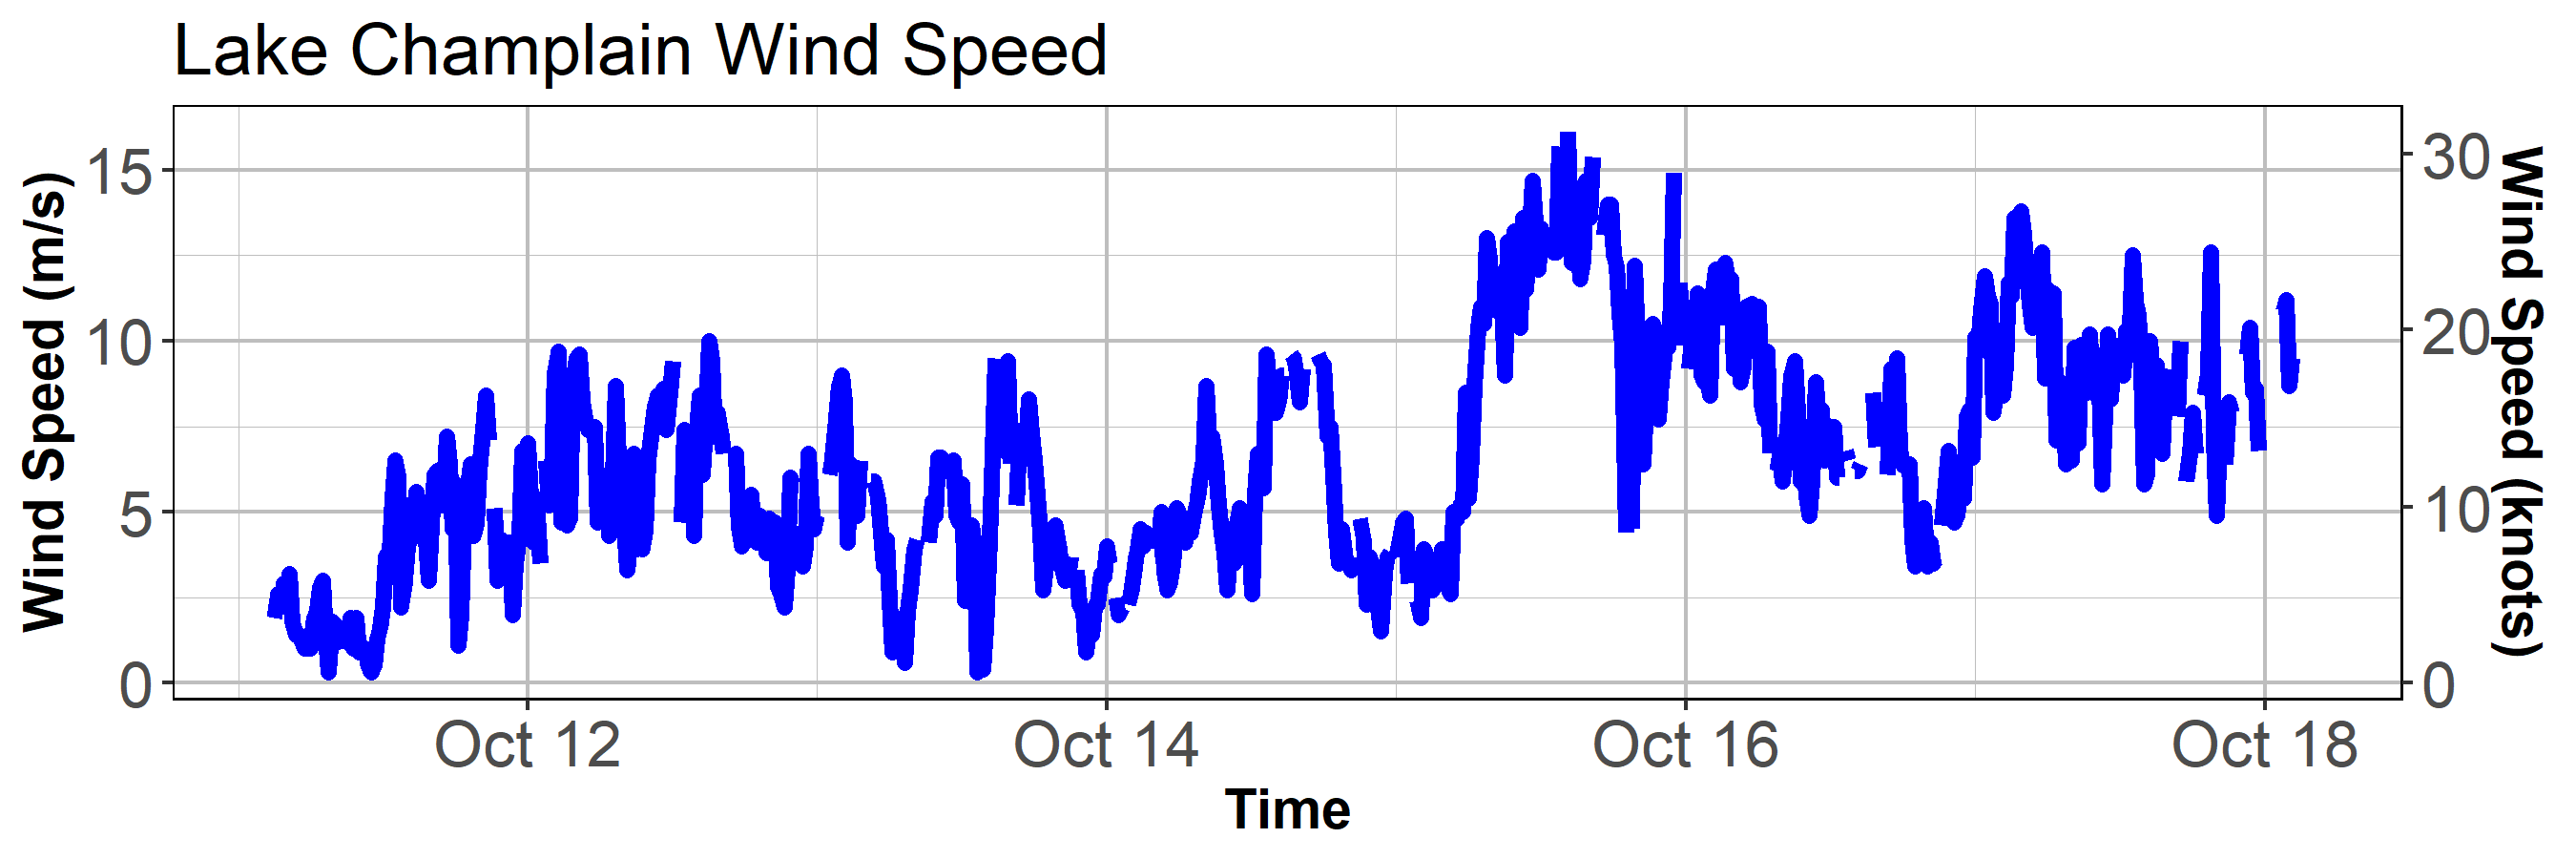 Lake Champlain Wind Speed
Wind Speed (m/s)
15
10
5
0
30
20
10
0
Wind Speed (knots)
Oct 12
Oct 14
Oct 16
Oct 18
Time